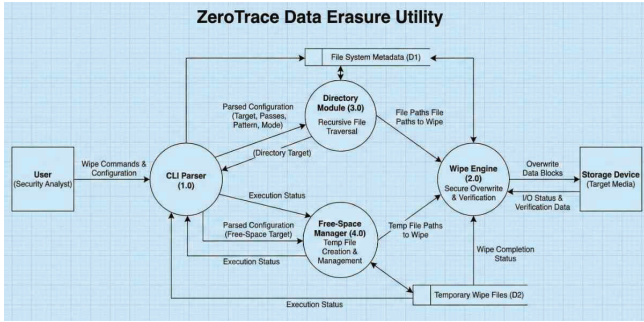 ZeroTrace Data Erasure Utility
File System Metadata (D1)
Directory
Module (3.0)
Recursive File
Traversal
Parsed Configuration
(Target, Passes,
Pattern, Mode)
File Paths File
Paths to Wipe
(Directory Target)
User
(Security Analyst)
Wipe Commands &
Configuration
CLI Parser
(1.0)
Wipe Engine
(2.0)
Secure Overwrite
& Verification
Overwrite
Data Blocks
I/O Status &
Verification Data
Storage Device
(Target Media)
Execution Status
Parsed Configuration
(Free-Space Target)
Execution Status
Free-Space
Manager (4.0)
Temp File
Creation &
Management
Temp File Paths
to Wipe
Wipe Completion
Status
Execution Status
Temporary Wipe Files (D2)